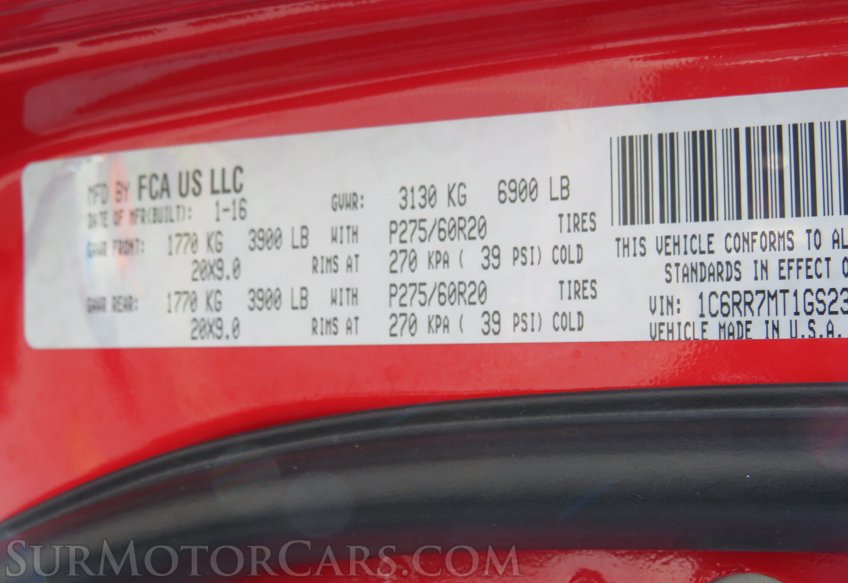 MFD BY FCA US LLC
DATE OF MFR(BUILT): 1-16 GVWR: 3130 KG 6900 LB
GAWR FRONT: 1770 KG 3900 LB WITH P275/60R20 TIRES
20X9.0 RIMS AT 270 KPA ( 39 PSI) COLD
GAWR REAR: 1770 KG 3900 LB WITH P275/60R20 TIRES
20X9.0 RIMS AT 270 KPA ( 39 PSI) COLD
THIS VEHICLE CONFORMS TO AL
STANDARDS IN EFFECT O
VIN: 1C6RR7MT1GS23
VEHICLE MADE IN U.S.A.
SURMOTORCARS.COM